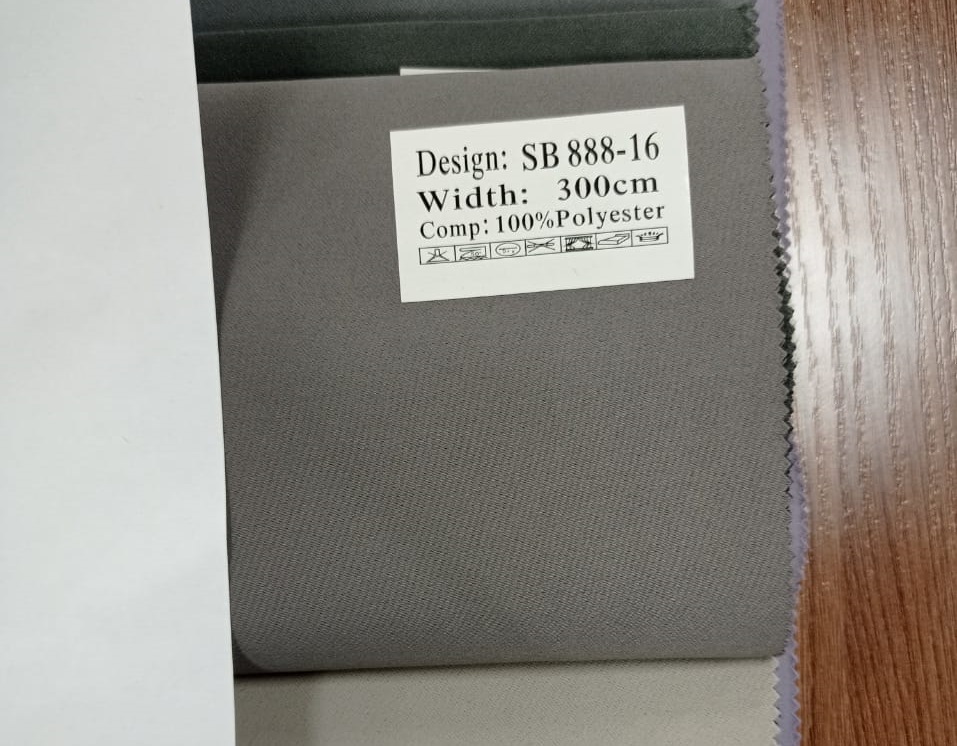 Design: SB 888-16
Width: 300cm
Comp: 100%Polyester